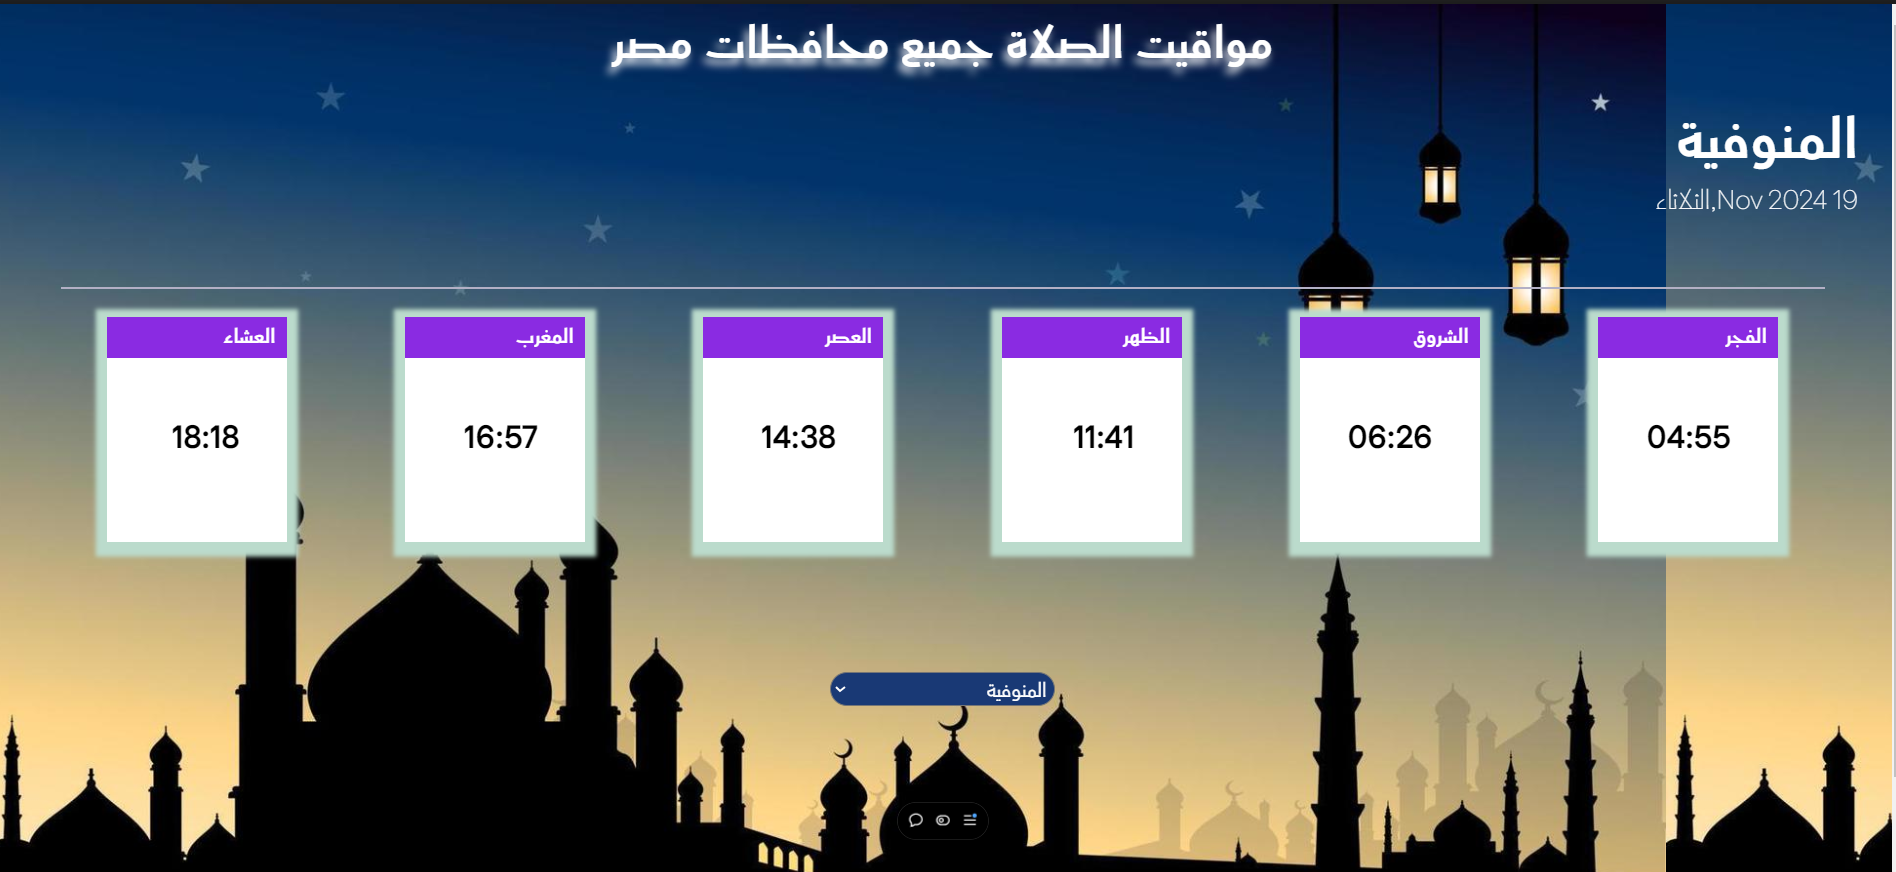 مواقيت الصلاة جميع محافظات مصر
المنوفية
19 Nov 2024,الثلاثاء
الفجر
04:55
الشروق
06:26
الظهر
11:41
العصر
14:38
المغرب
16:57
العشاء
18:18
المنوفية